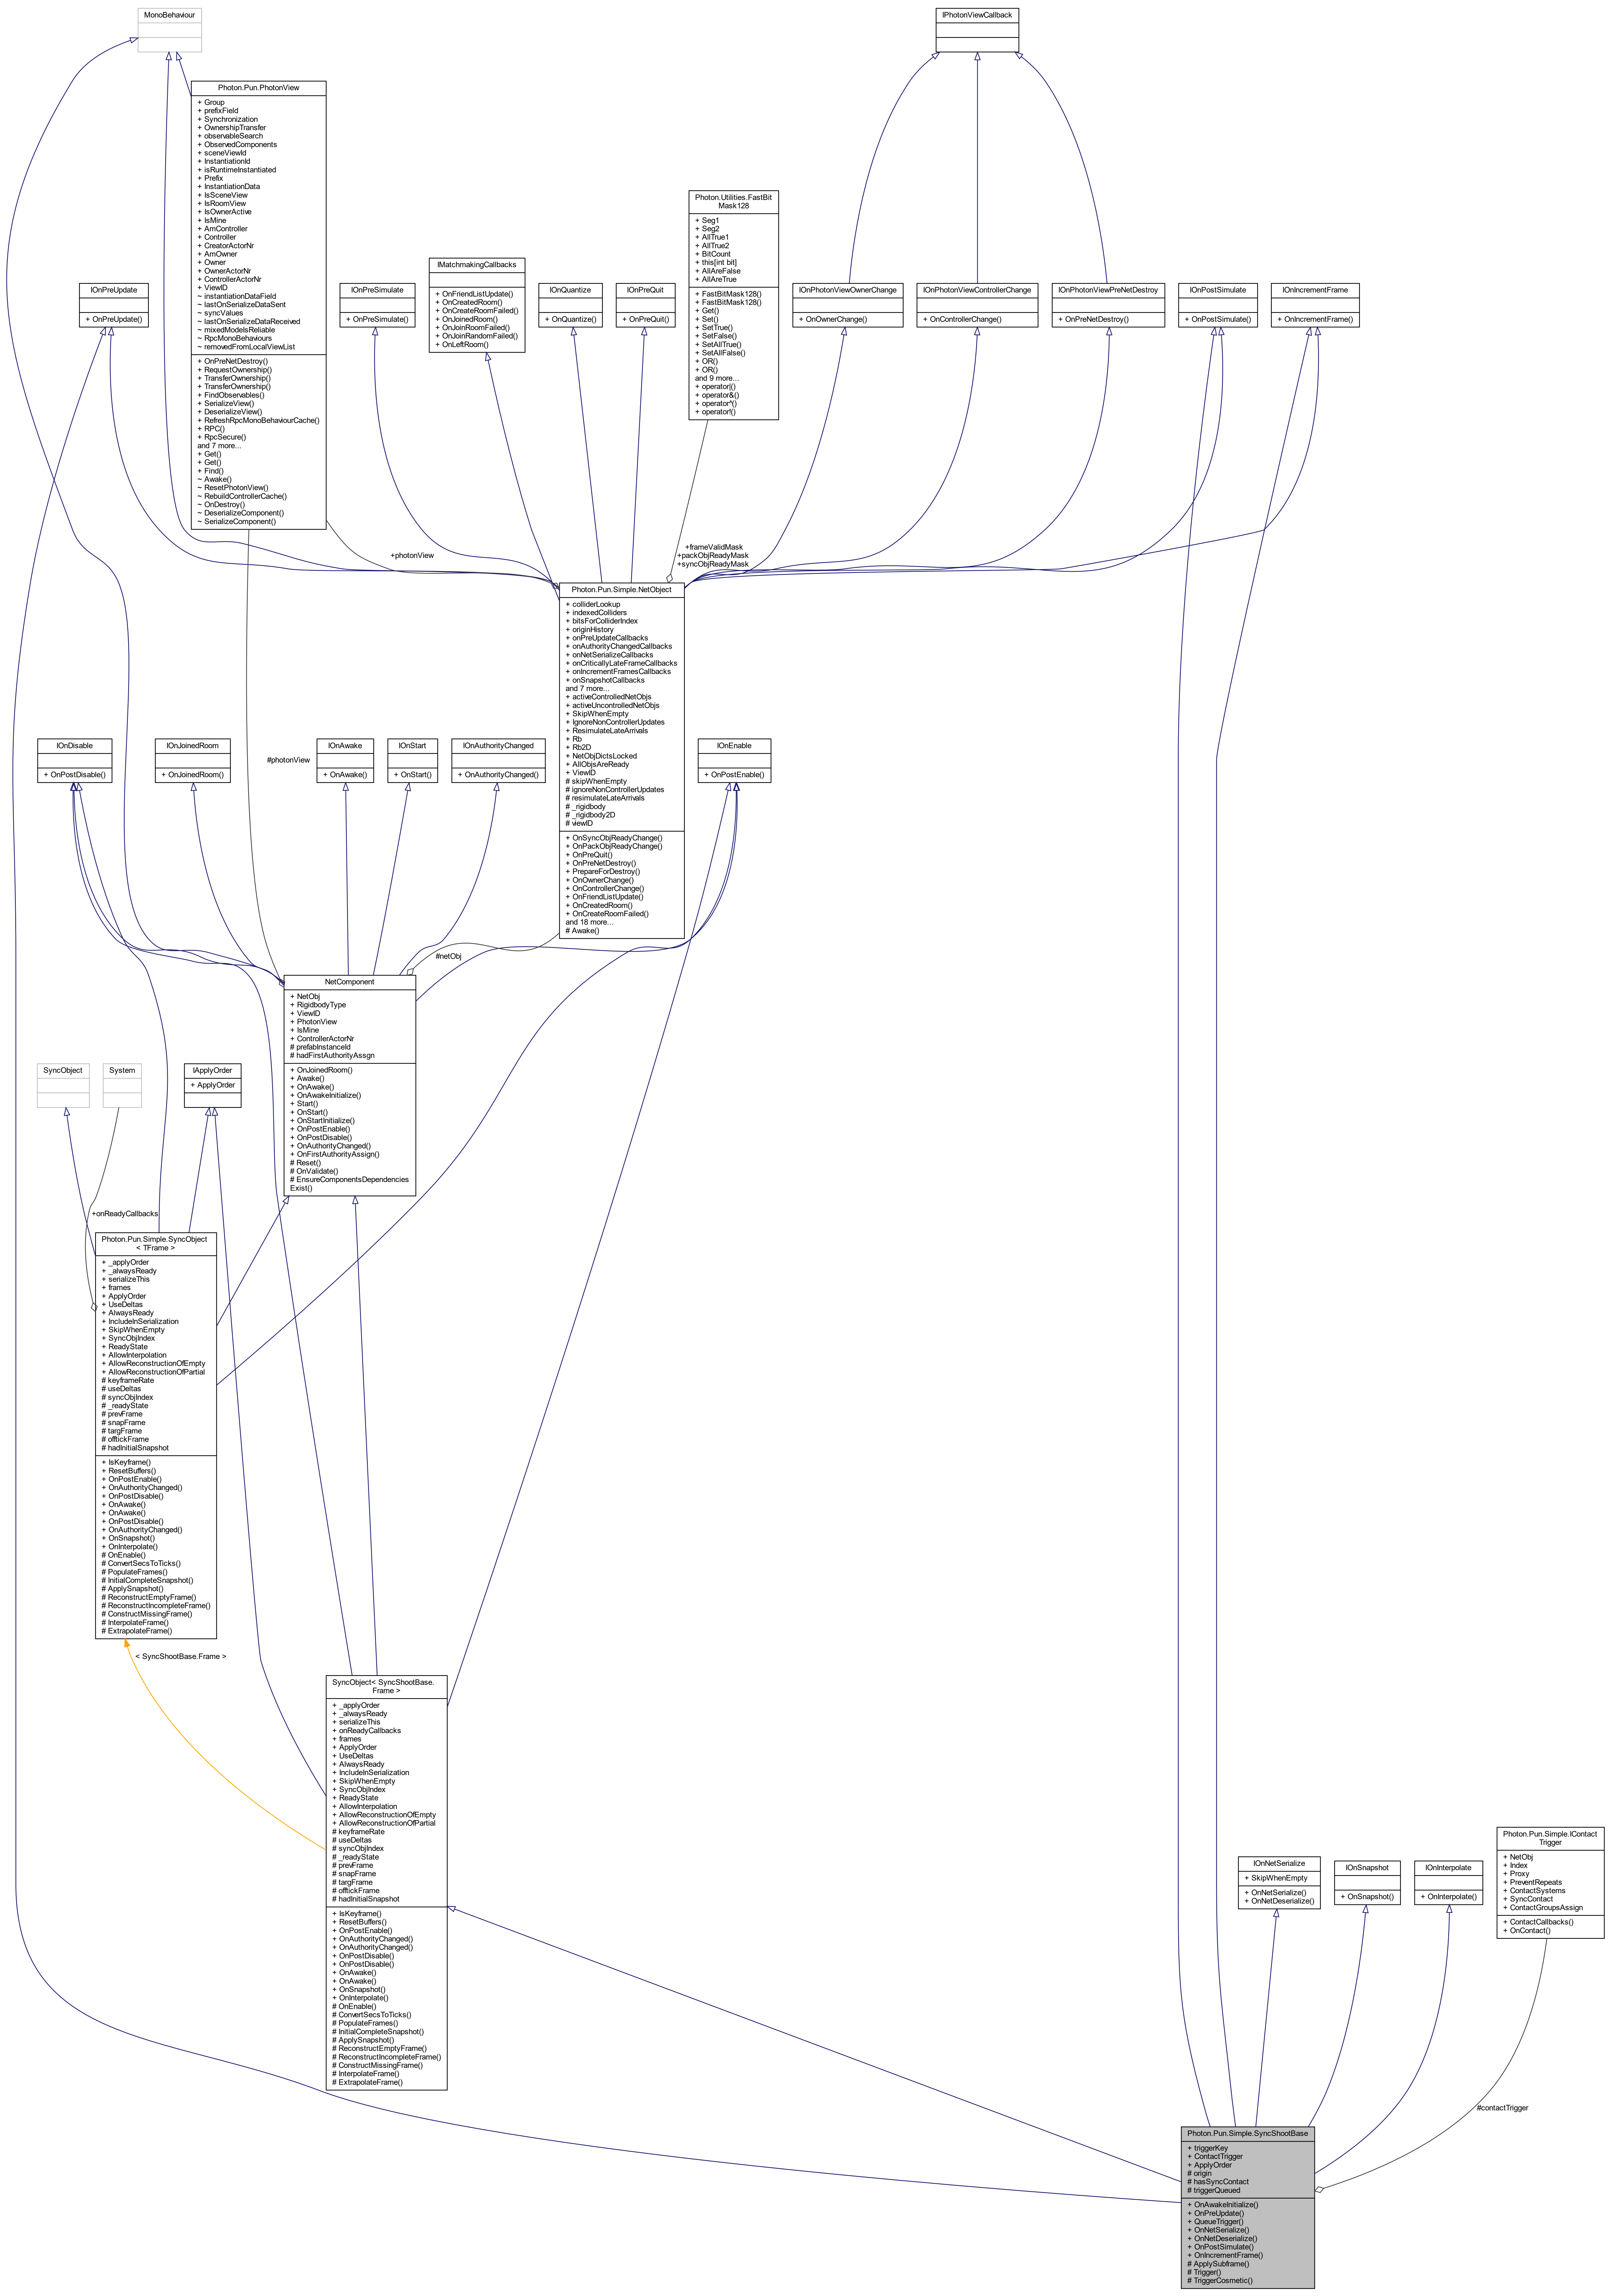 MonoBehaviour
IPhotonViewCallback
Photon.Pun.PhotonView
+ Group
+ prefixField
+ Synchronization
+ OwnershipTransfer
+ observableSearch
+ ObservedComponents
+ sceneViewId
+ InstantiationId
+ isRuntimeInstantiated
+ Prefix
+ InstantiationData
+ IsSceneView
+ IsRoomView
+ IsOwnerActive
+ IsMine
+ AmController
+ Controller
+ CreatorActorNr
+ AmOwner
+ Owner
+ OwnerActorNr
+ ControllerActorNr
+ ViewID
~ instantiationDataField
~ lastOnSerializeDataSent
~ syncValues
~ lastOnSerializeDataReceived
~ mixedModeIsReliable
~ RpcMonoBehaviours
~ removedFromLocalViewList
+ OnPreNetDestroy()
+ RequestOwnership()
+ TransferOwnership()
+ TransferOwnership()
+ FindObservables()
+ SerializeView()
+ DeserializeView()
+ RefreshRpcMonoBehaviourCache()
+ RPC()
+ RpcSecure()
and 7 more...
+ Get()
+ Get()
+ Find()
~ Awake()
~ ResetPhotonView()
~ RebuildControllerCache()
~ OnDestroy()
~ DeserializeComponent()
~ SerializeComponent()
Photon.Utilities.FastBit
Mask128
+ Seg1
+ Seg2
+ AllTrue1
+ AllTrue2
+ BitCount
+ this[int bit]
+ AllAreFalse
+ AllAreTrue
+ FastBitMask128()
+ FastBitMask128()
+ Get()
+ Set()
+ SetTrue()
+ SetFalse()
+ SetAllTrue()
+ SetAllFalse()
+ OR()
+ OR()
and 9 more...
+ operator|()
+ operator&()
+ operator^()
+ operator!()
IOnPreUpdate
+ OnPreUpdate()
IOnPreSimulate
+ OnPreSimulate()
IMatchmakingCallbacks
+ OnFriendListUpdate()
+ OnCreatedRoom()
+ OnCreateRoomFailed()
+ OnJoinedRoom()
+ OnJoinRoomFailed()
+ OnJoinRandomFailed()
+ OnLeftRoom()
IOnQuantize
+ OnQuantize()
IOnPreQuit
+ OnPreQuit()
IOnPhotonViewOwnerChange
+ OnOwnerChange()
IOnPhotonViewControllerChange
+ OnControllerChange()
IOnPhotonViewPreNetDestroy
+ OnPreNetDestroy()
IOnPostSimulate
+ OnPostSimulate()
IOnIncrementFrame
+ OnIncrementFrame()
+photonView
+frameValidMask
+packObjReadyMask
+syncObjReadyMask
Photon.Pun.Simple.NetObject
+ colliderLookup
+ indexedColliders
+ bitsForColliderIndex
+ originHistory
+ onPreUpdateCallbacks
+ onAuthorityChangedCallbacks
+ onNetSerializeCallbacks
+ onCriticallyLateFrameCallbacks
+ onIncrementFramesCallbacks
+ onSnapshotCallbacks
and 7 more...
+ activeControlledNetObjs
+ activeUncontrolledNetObjs
+ SkipWhenEmpty
+ IgnoreNonControllerUpdates
+ ResimulateLateArrivals
+ Rb
+ Rb2D
+ NetObjDictsLocked
+ AllObjsAreReady
+ ViewID
# skipWhenEmpty
# ignoreNonControllerUpdates
# resimulateLateArrivals
# _rigidbody
# _rigidbody2D
# viewID
+ OnSyncObjReadyChange()
+ OnPackObjReadyChange()
+ OnPreQuit()
+ OnPreNetDestroy()
+ PrepareForDestroy()
+ OnOwnerChange()
+ OnControllerChange()
+ OnFriendListUpdate()
+ OnCreatedRoom()
+ OnCreateRoomFailed()
and 18 more...
# Awake()
IOnDisable
+ OnPostDisable()
IOnJoinedRoom
+ OnJoinedRoom()
#photonView
IOnAwake
+ OnAwake()
IOnStart
+ OnStart()
IOnAuthorityChanged
+ OnAuthorityChanged()
IOnEnable
+ OnPostEnable()
#netObj
NetComponent
+ NetObj
+ RigidbodyType
+ ViewID
+ PhotonView
+ IsMine
+ ControllerActorNr
# prefabInstanceId
# hadFirstAuthorityAssgn
+ OnJoinedRoom()
+ Awake()
+ OnAwake()
+ OnAwakeInitialize()
+ Start()
+ OnStart()
+ OnStartInitialize()
+ OnPostEnable()
+ OnPostDisable()
+ OnAuthorityChanged()
+ OnFirstAuthorityAssign()
# Reset()
# OnValidate()
# EnsureComponentsDependencies
Exist()
SyncObject
System
IApplyOrder
+ ApplyOrder
+onReadyCallbacks
Photon.Pun.Simple.SyncObject
< TFrame >
+ _applyOrder
+ _alwaysReady
+ serializeThis
+ frames
+ ApplyOrder
+ UseDeltas
+ AlwaysReady
+ IncludeInSerialization
+ SkipWhenEmpty
+ SyncObjIndex
+ ReadyState
+ AllowInterpolation
+ AllowReconstructionOfEmpty
+ AllowReconstructionOfPartial
# keyframeRate
# useDeltas
# syncObjIndex
# _readyState
# prevFrame
# snapFrame
# targFrame
# offtickFrame
# hadInitialSnapshot
+ IsKeyframe()
+ ResetBuffers()
+ OnPostEnable()
+ OnAuthorityChanged()
+ OnPostDisable()
+ OnAwake()
+ OnAwake()
+ OnPostDisable()
+ OnAuthorityChanged()
+ OnSnapshot()
+ OnInterpolate()
# OnEnable()
# ConvertSecsToTicks()
# PopulateFrames()
# InitialCompleteSnapshot()
# ApplySnapshot()
# ReconstructEmptyFrame()
# ReconstructIncompleteFrame()
# ConstructMissingFrame()
# InterpolateFrame()
# ExtrapolateFrame()
< SyncShootBase.Frame >
SyncObject< SyncShootBase.
Frame >
+ _applyOrder
+ _alwaysReady
+ serializeThis
+ onReadyCallbacks
+ frames
+ ApplyOrder
+ UseDeltas
+ AlwaysReady
+ IncludeInSerialization
+ SkipWhenEmpty
+ SyncObjIndex
+ ReadyState
+ AllowInterpolation
+ AllowReconstructionOfEmpty
+ AllowReconstructionOfPartial
# keyframeRate
# useDeltas
# syncObjIndex
# _readyState
# prevFrame
# snapFrame
# targFrame
# offtickFrame
# hadInitialSnapshot
+ IsKeyframe()
+ ResetBuffers()
+ OnPostEnable()
+ OnAuthorityChanged()
+ OnAuthorityChanged()
+ OnPostDisable()
+ OnPostDisable()
+ OnAwake()
+ OnAwake()
+ OnSnapshot()
+ OnInterpolate()
# OnEnable()
# ConvertSecsToTicks()
# PopulateFrames()
# InitialCompleteSnapshot()
# ApplySnapshot()
# ReconstructEmptyFrame()
# ReconstructIncompleteFrame()
# ConstructMissingFrame()
# InterpolateFrame()
# ExtrapolateFrame()
IOnNetSerialize
+ SkipWhenEmpty
+ OnNetSerialize()
+ OnNetDeserialize()
IOnSnapshot
+ OnSnapshot()
IOnInterpolate
+ OnInterpolate()
Photon.Pun.Simple.IContact
Trigger
+ NetObj
+ Index
+ Proxy
+ PreventRepeats
+ ContactSystems
+ SyncContact
+ ContactGroupsAssign
+ ContactCallbacks()
+ OnContact()
#contactTrigger
Photon.Pun.Simple.SyncShootBase
+ triggerKey
+ ContactTrigger
+ ApplyOrder
# origin
# hasSyncContact
# triggerQueued
+ OnAwakeInitialize()
+ OnPreUpdate()
+ QueueTrigger()
+ OnNetSerialize()
+ OnNetDeserialize()
+ OnPostSimulate()
+ OnIncrementFrame()
# ApplySubframe()
# Trigger()
# TriggerCosmetic()